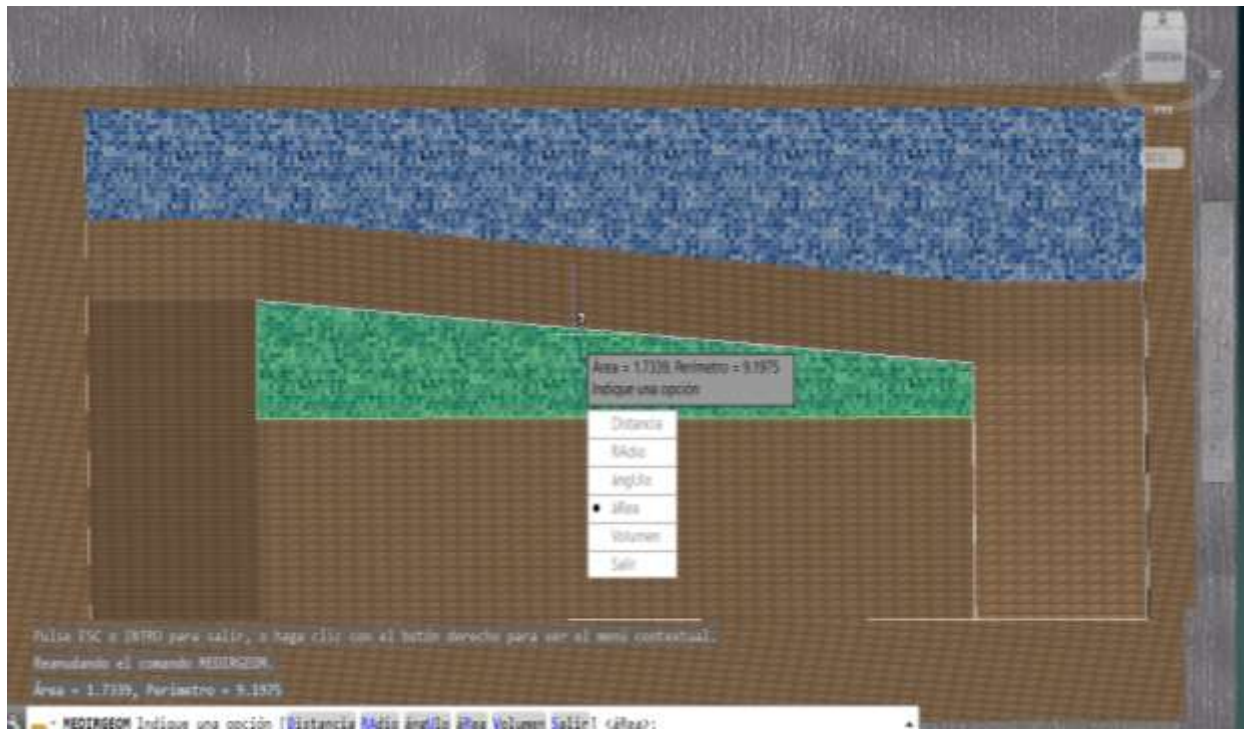 Área = 1.7339, Perímetro = 9.1975
Indique una opción
Distancia
RAdio
ángUlo
áRea
Volumen
Salir
Pulse ESC o INTRO para salir, o haga clic con el botón derecho para ver el menú contextual.
Reanudando el comando MEDIRGEOM.
Área = 1.7339, Perímetro = 9.1975
MEDIRGEOM Indique una opción [Distancia RAdio ángUlo áRea Volumen Salir] <áRea>: